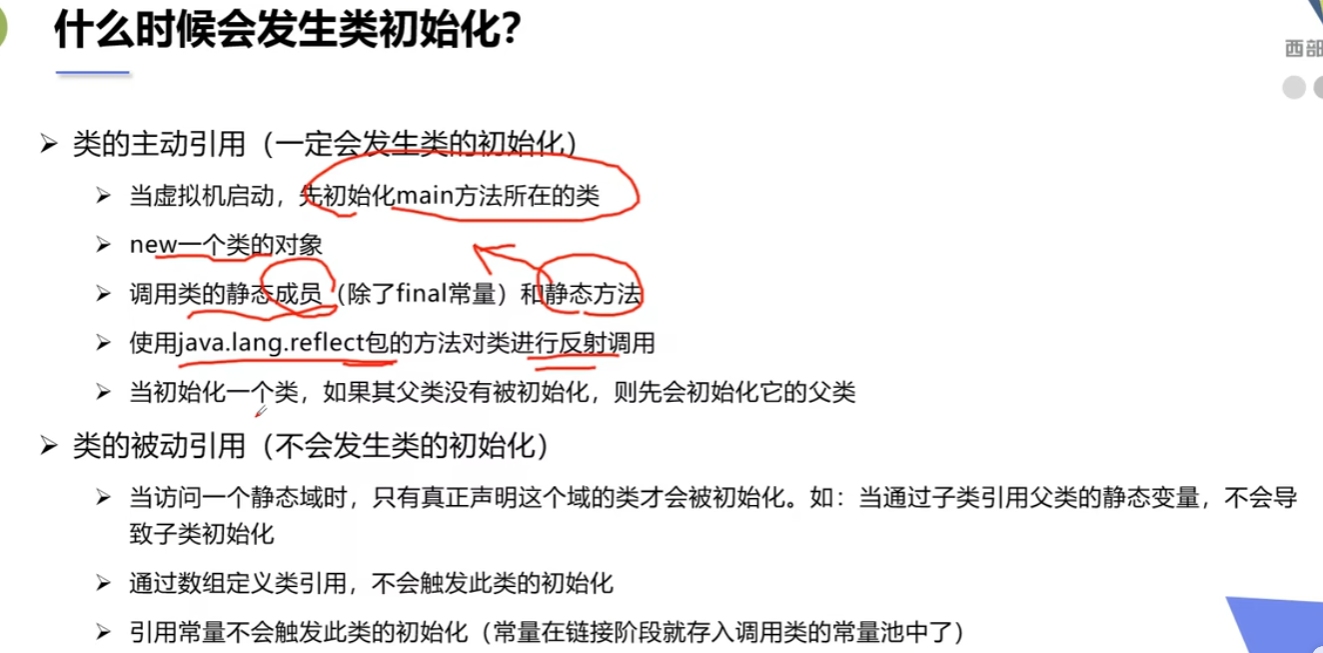 什么时候会发生类初始化？
西部
类的主动引用（一定会发生类的初始化）
当虚拟机启动，先初始化main方法所在的类
new一个类的对象
调用类的静态成员（除了final常量）和静态方法
使用java.lang.reflect包的方法对类进行反射调用
当初始化一个类，如果其父类没有被初始化，则先会初始化它的父类
类的被动引用（不会发生类的初始化）
当访问一个静态域时，只有真正声明这个域的类才会被初始化。如：当通过子类引用父类的静态变量，不会导
致子类初始化
通过数组定义类引用，不会触发此类的初始化
引用常量不会触发此类的初始化（常量在链接阶段就存入调用类的常量池中了）